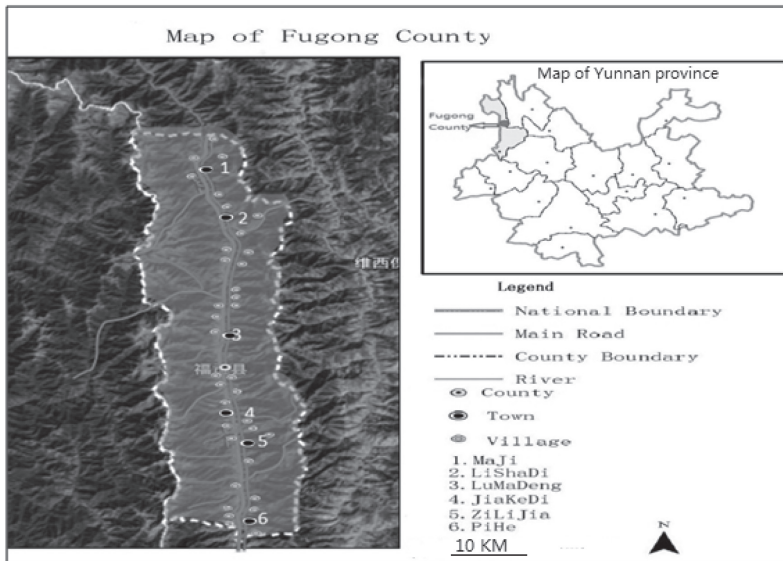 Map of Fugong County
1
2
维西
3
福贡县
4
5
6
Map of Yunnan province
Fugong
County
Legend
National Boundary
Main Road
County Boundary
River
County
Town
Village
1. MaJi
2. LiShaDi
3. LuMaDeng
4. JiaKeDi
5. ZiLiJia
6. PiHe
10 KM
N